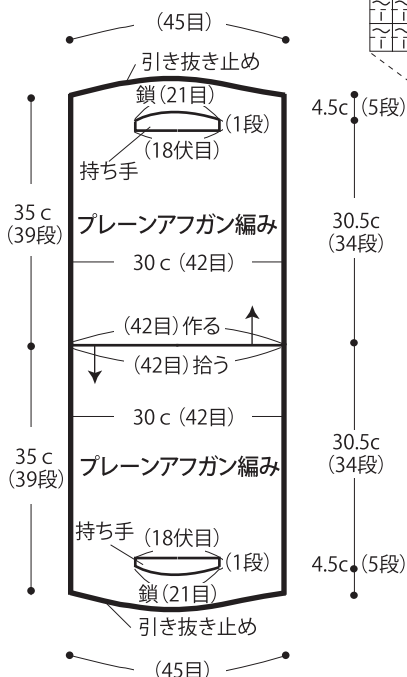 (45目)
引き抜き止め
鎖(21目)
(1段)
(18伏目)
持ち手
4.5c (5段)
35c
(39段)
プレーンアフガン編み
30.5c
(34段)
30c (42目)
(42目)作る
(42目)拾う
30c (42目)
35c
(39段)
プレーンアフガン編み
30.5c
(34段)
持ち手
(18伏目)
(1段)
鎖(21目)
4.5c (5段)
引き抜き止め
(45目)